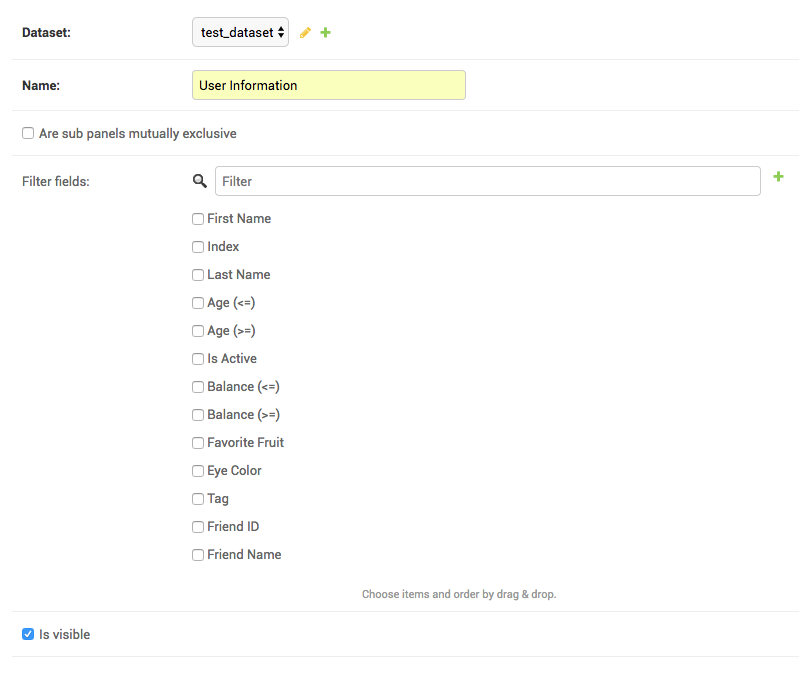 Dataset: test_dataset
Name: User Information
Are sub panels mutually exclusive
Filter fields: Filter
First Name
Index
Last Name
Age (<=)
Age (>=)
Is Active
Balance (<=)
Balance (>=)
Favorite Fruit
Eye Color
Tag
Friend ID
Friend Name
Choose items and order by drag & drop.
Is visible